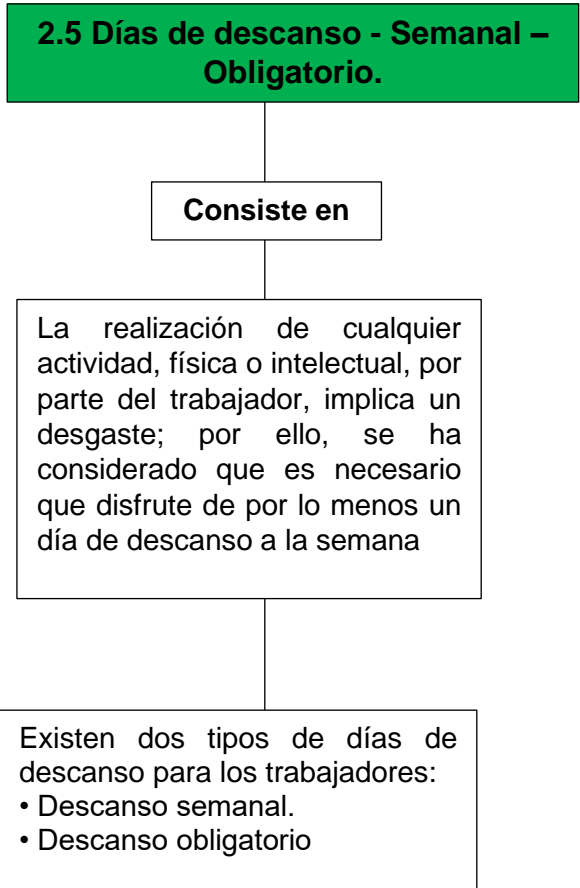 2.5 Días de descanso - Semanal –
Obligatorio.
Consiste en
La realización de cualquier
actividad, física o intelectual, por
parte del trabajador, implica un
desgaste; por ello, se ha
considerado que es necesario
que disfrute de por lo menos un
día de descanso a la semana
Existen dos tipos de días de
descanso para los trabajadores:
• Descanso semanal.
• Descanso obligatorio